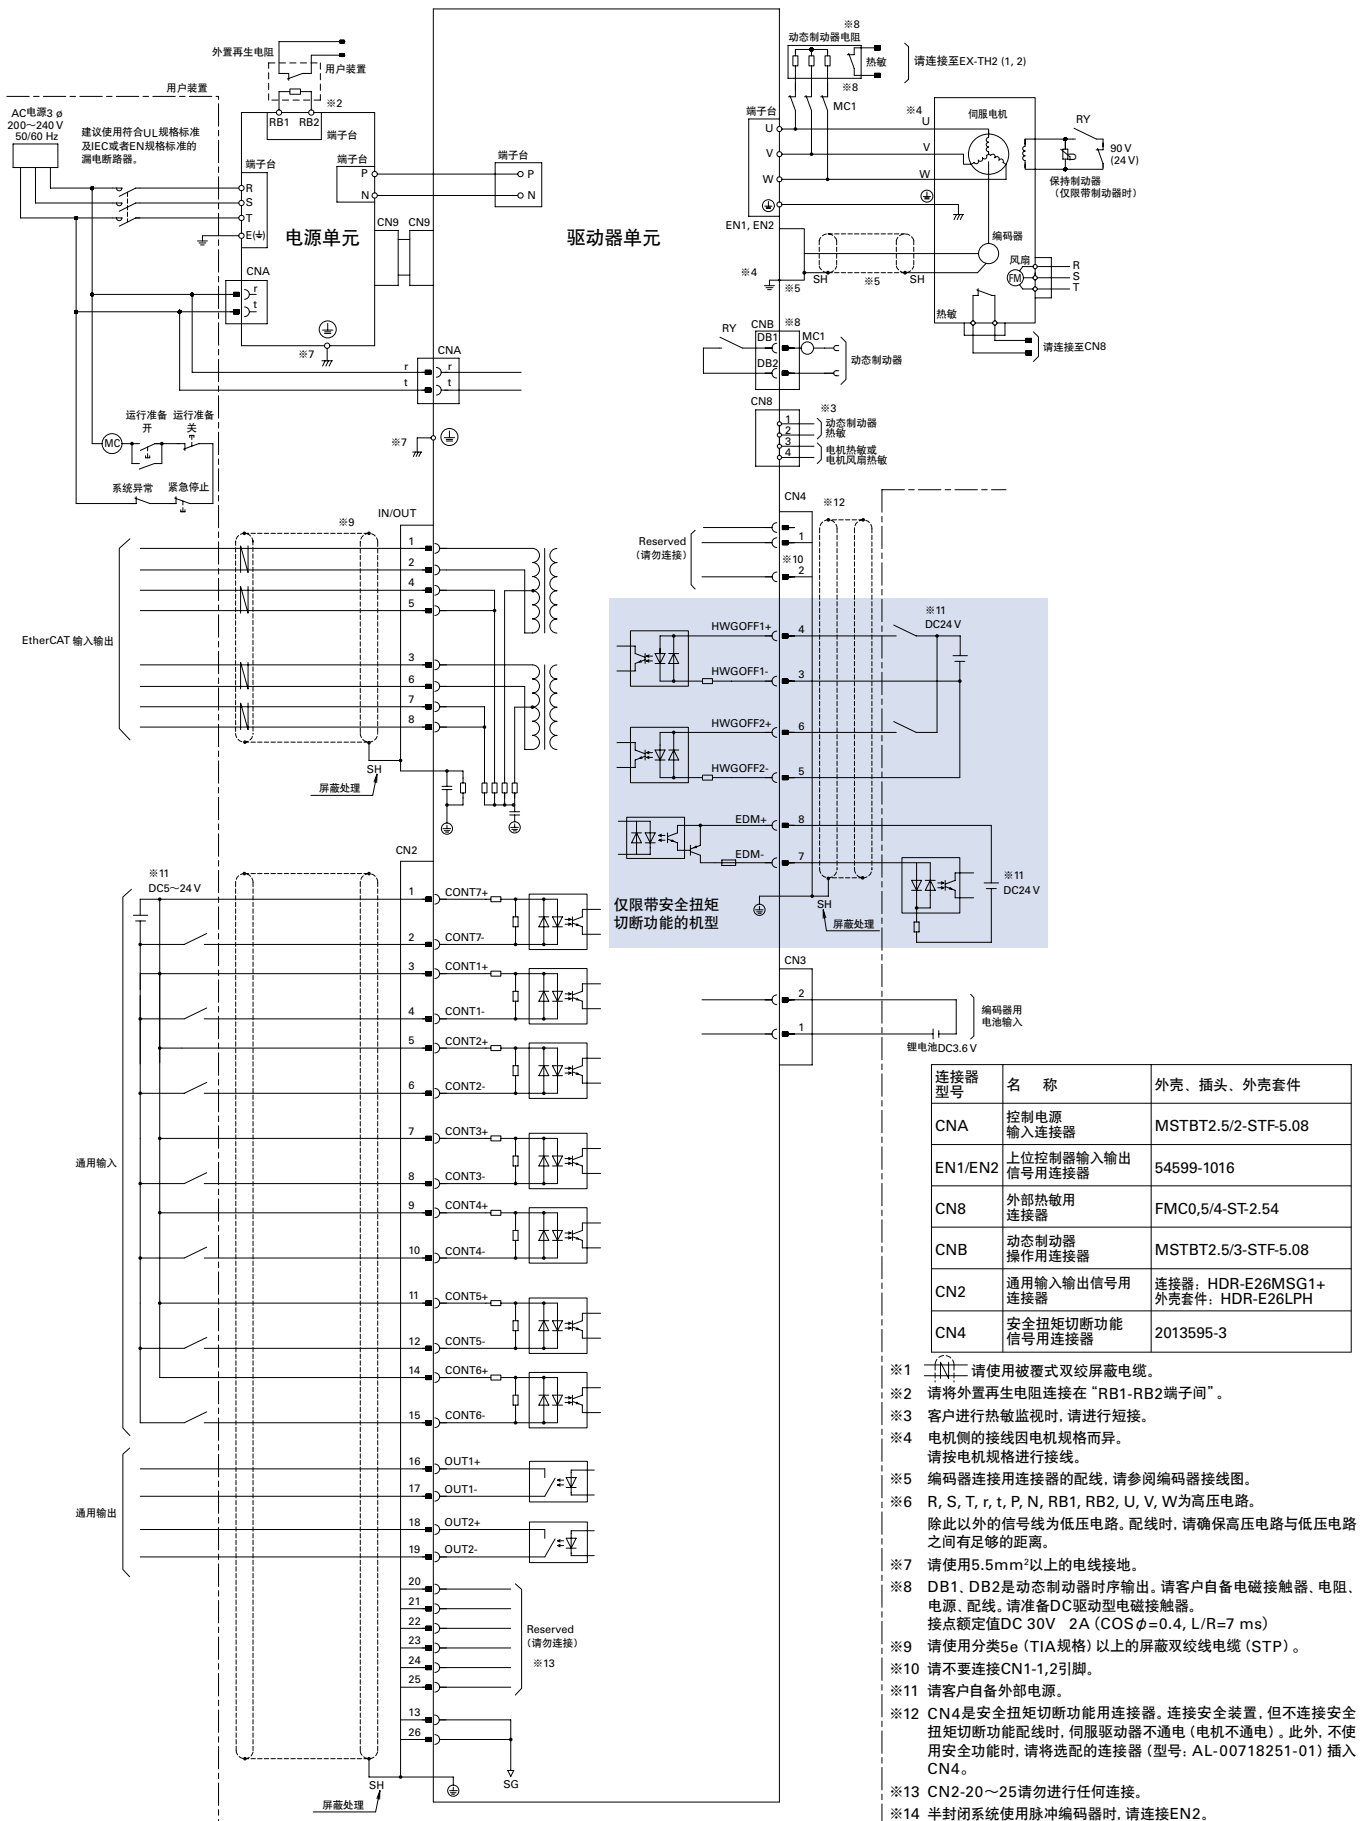 外置再生电阻
用户装置
※2
RB1 RB2
端子台
用户装置
AC电源3 ø
200～240 V
50/60 Hz
建议使用符合UL规格标准
及IEC或者EN规格标准的
漏电断路器。
端子台
R
S
T
E(⏚)
端子台
P
N
端子台
P
N
电源单元
CN9 CN9
驱动器单元
CNA
r
t
※7
CNA
r r
t t
※7
运行准备
开
运行准备
关
MC
系统异常
紧急停止
※8
动态制动器电阻
热敏
请连接至EX-TH2 (1, 2)
※8
MC1
端子台
U
V
W
※4
U
V
W
伺服电机
RY
90 V
(24 V)
保持制动器
（仅限带制动器时）
EN1, EN2
编码器
※4
※5
SH
※5
SH
风扇
FM
R
S
T
热敏
请连接至CN8
RY
CNB
※8
DB1
MC1
DB2
动态制动器
CN8
※3
1
2
3
4
动态制动器
热敏
电机热敏或
电机风扇热敏
IN/OUT
※9
1
2
4
5
EtherCAT 输入输出
3
6
7
8
SH
屏蔽处理
CN4
※12
Reserved
（请勿连接）
1
※10
2
※11
DC24 V
HWGOFF1+ 4
HWGOFF1- 3
HWGOFF2+ 6
HWGOFF2- 5
EDM+ 8
EDM- 7
※11
DC24 V
仅限带安全扭矩
切断功能的机型
SH
屏蔽处理
CN3
2
1
编码器用
电池输入
锂电池DC3.6 V
CN2
※11
DC5～24 V
1 CONT7+
2 CONT7-
3 CONT1+
4 CONT1-
5 CONT2+
6 CONT2-
7 CONT3+
通用输入
8 CONT3-
9 CONT4+
10 CONT4-
11 CONT5+
12 CONT5-
14 CONT6+
15 CONT6-
16 OUT1+
17 OUT1-
通用输出
18 OUT2+
19 OUT2-
20
21
22
23
24
25
Reserved
（请勿连接）
※13
13
26
SG
SH
屏蔽处理
连接器
型号
名 称
外壳、插头、外壳套件
CNA
控制电源
输入连接器
MSTBT2.5/2-STF-5.08
EN1/EN2
上位控制器输入输出
信号用连接器
54599-1016
CN8
外部热敏用
连接器
FMC0,5/4-ST-2.54
CNB
动态制动器
操作用连接器
MSTBT2.5/3-STF-5.08
CN2
通用输入输出信号用
连接器
连接器：HDR-E26MSG1+
外壳套件：HDR-E26LPH
CN4
安全扭矩切断功能
信号用连接器
2013595-3
※1 请使用被覆式双绞屏蔽电缆。
※2 请将外置再生电阻连接在“RB1-RB2端子间”。
※3 客户进行热敏监视时，请进行短接。
※4 电机侧的接线因电机规格而异。
请按电机规格进行接线。
※5 编码器连接用连接器的配线，请参阅编码器接线图。
※6 R, S, T, r, t, P, N, RB1, RB2, U, V, W为高压电路。
除此以外的信号线为低压电路。配线时，请确保高压电路与低压电路
之间有足够的距离。
※7 请使用5.5mm²以上的电线接地。
※8 DB1、DB2是动态制动器时序输出。请客户自备电磁接触器、电阻、
电源、配线。请准备DC驱动型电磁接触器。
接点额定值DC 30V 2A (COSφ=0.4, L/R=7 ms)
※9 请使用分类5e（TIA规格）以上的屏蔽双绞线电缆（STP）。
※10 请不要连接CN1-1,2引脚。
※11 请客户自备外部电源。
※12 CN4是安全扭矩切断功能用连接器。连接安全装置，但不连接安全
扭矩切断功能配线时，伺服驱动器不通电（电机不通电）。此外，不使
用安全功能时，请将选配的连接器（型号：AL-00718251-01）插入
CN4。
※13 CN2-20～25请勿进行任何连接。
※14 半封闭系统使用脉冲编码器时，请连接EN2。